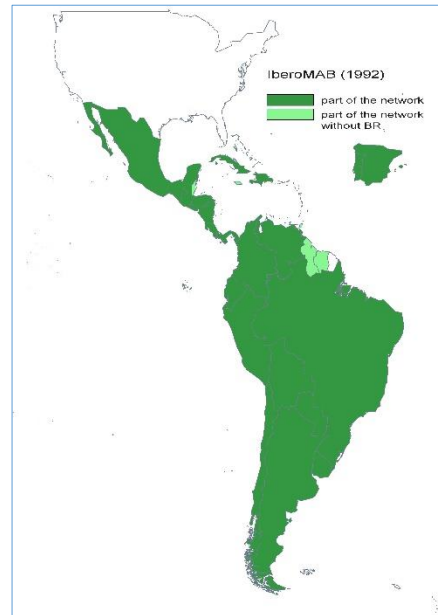 IberoMAB (1992)
part of the network
part of the network
without BR